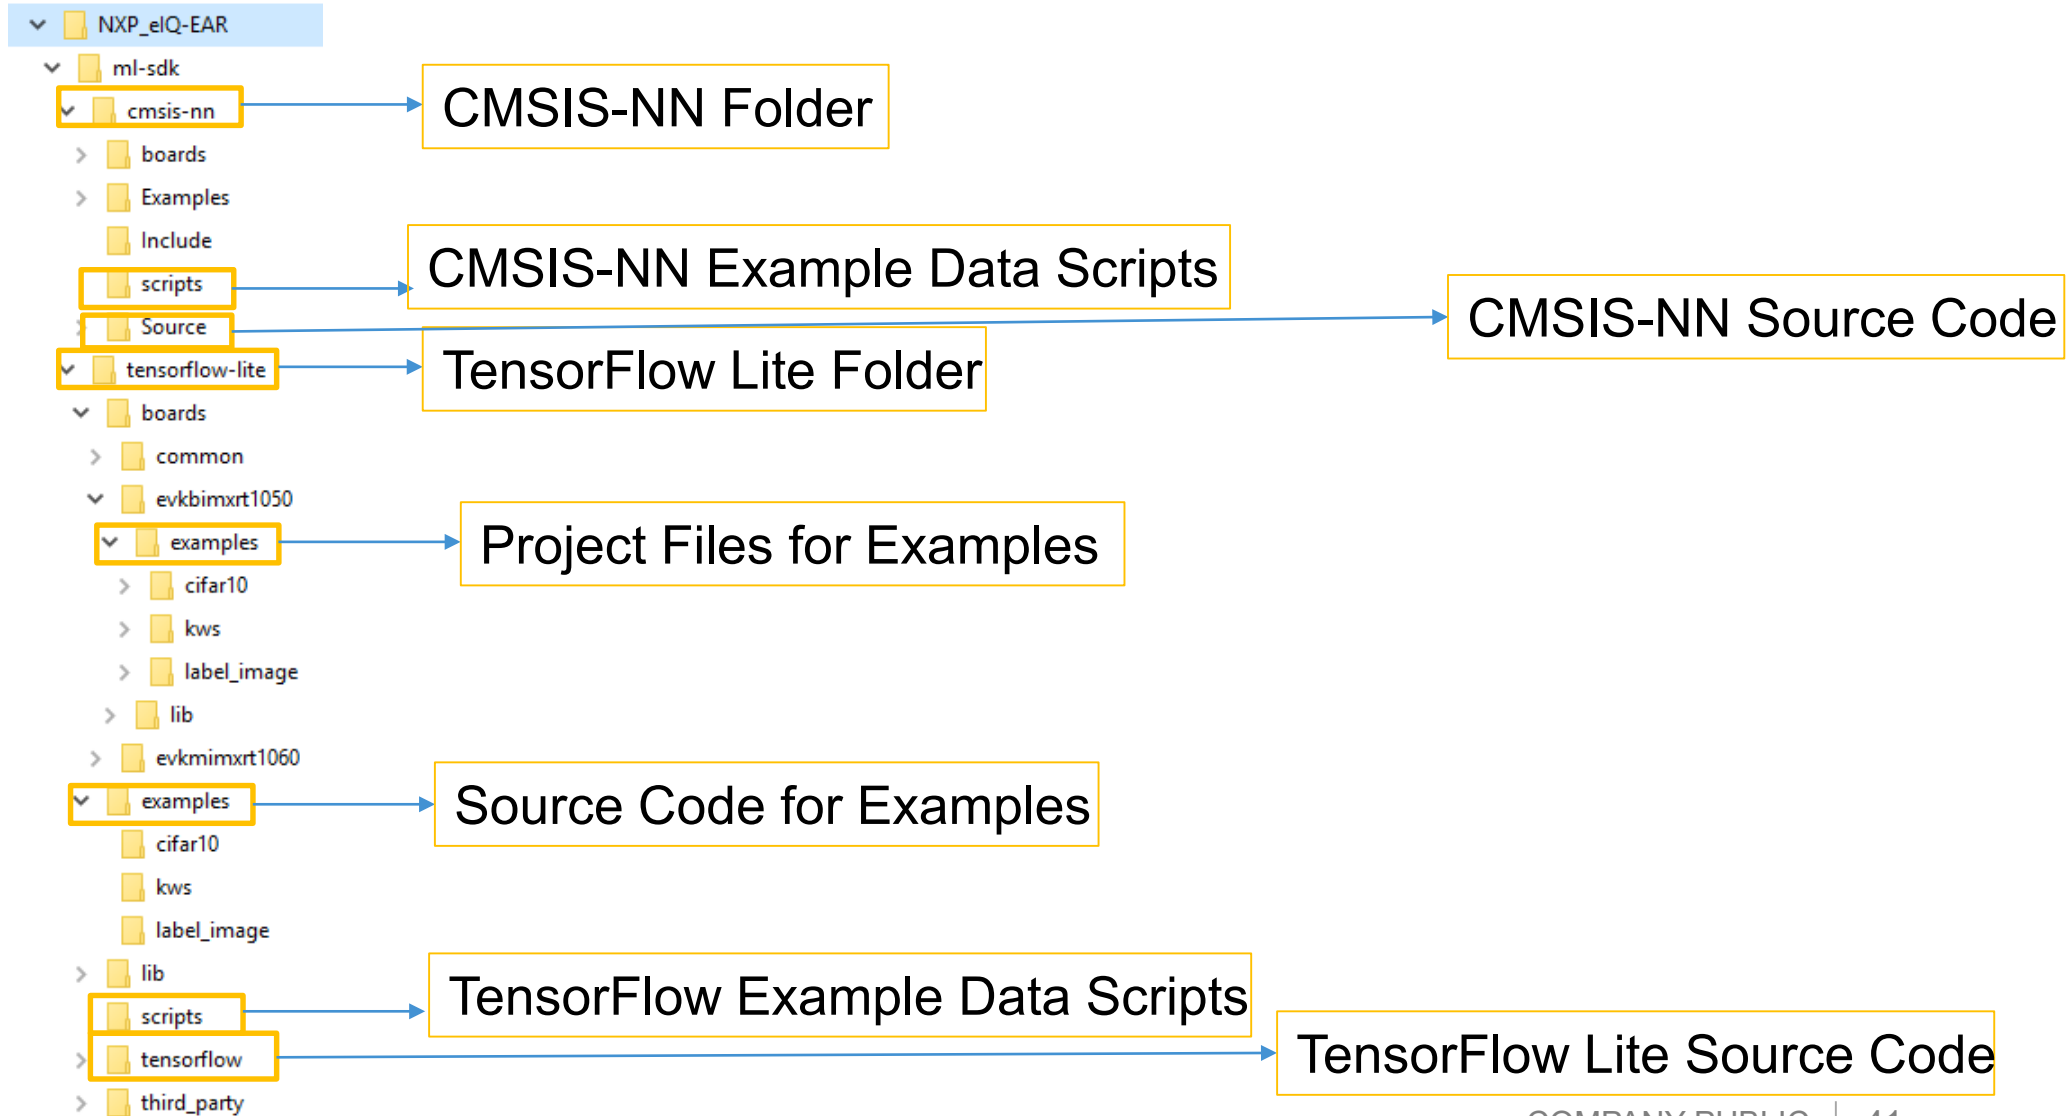 NXP_eIQ-EAR
ml-sdk
cmsis-nn
CMSIS-NN Folder
boards
Examples
Include
scripts
CMSIS-NN Example Data Scripts
Source
CMSIS-NN Source Code
tensorflow-lite
TensorFlow Lite Folder
boards
common
evkbimxrt1050
examples
Project Files for Examples
cifar10
kws
label_image
lib
evkmimxrt1060
examples
Source Code for Examples
cifar10
kws
label_image
lib
scripts
TensorFlow Example Data Scripts
tensorflow
TensorFlow Lite Source Code
third_party
COMPANY PUBLIC | 41